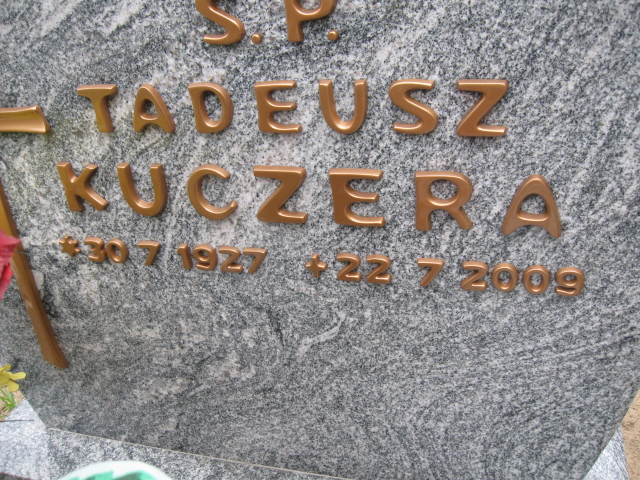 S. P.
TADEUSZ
KUCZERA
*30 7 1927 +22 7 2009